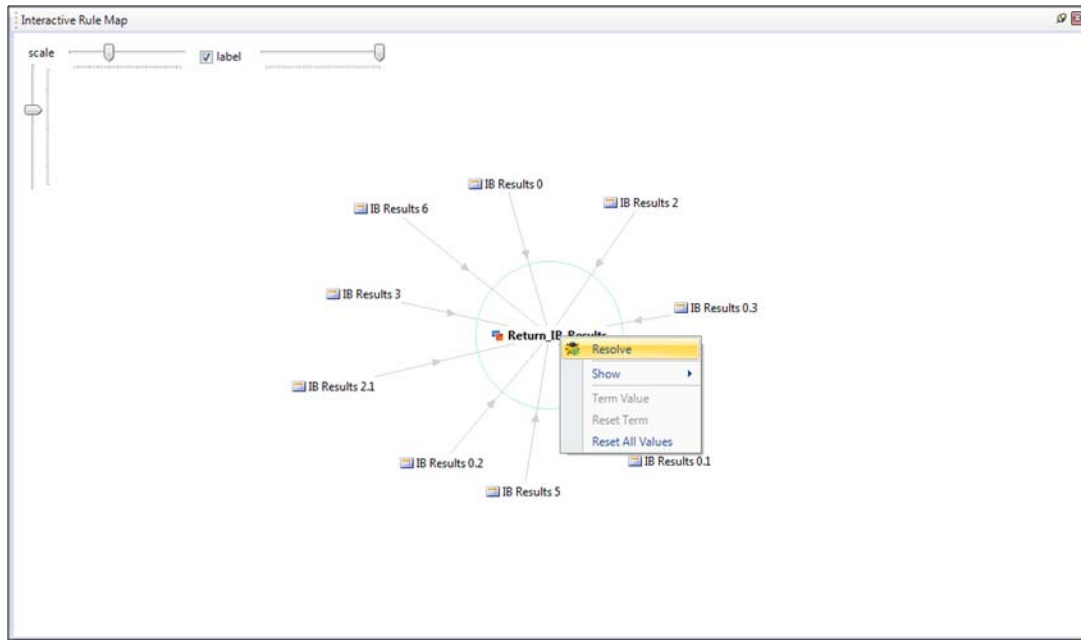 Interactive Rule Map
scale
label
IB Results 0
IB Results 2
IB Results 6
IB Results 3
IB Results 0.3
Return_IB_Results
Resolve
Show
IB Results 2.1
Term Value
Reset Term
Reset All Values
IB Results 0.2
IB Results 0.1
IB Results 5